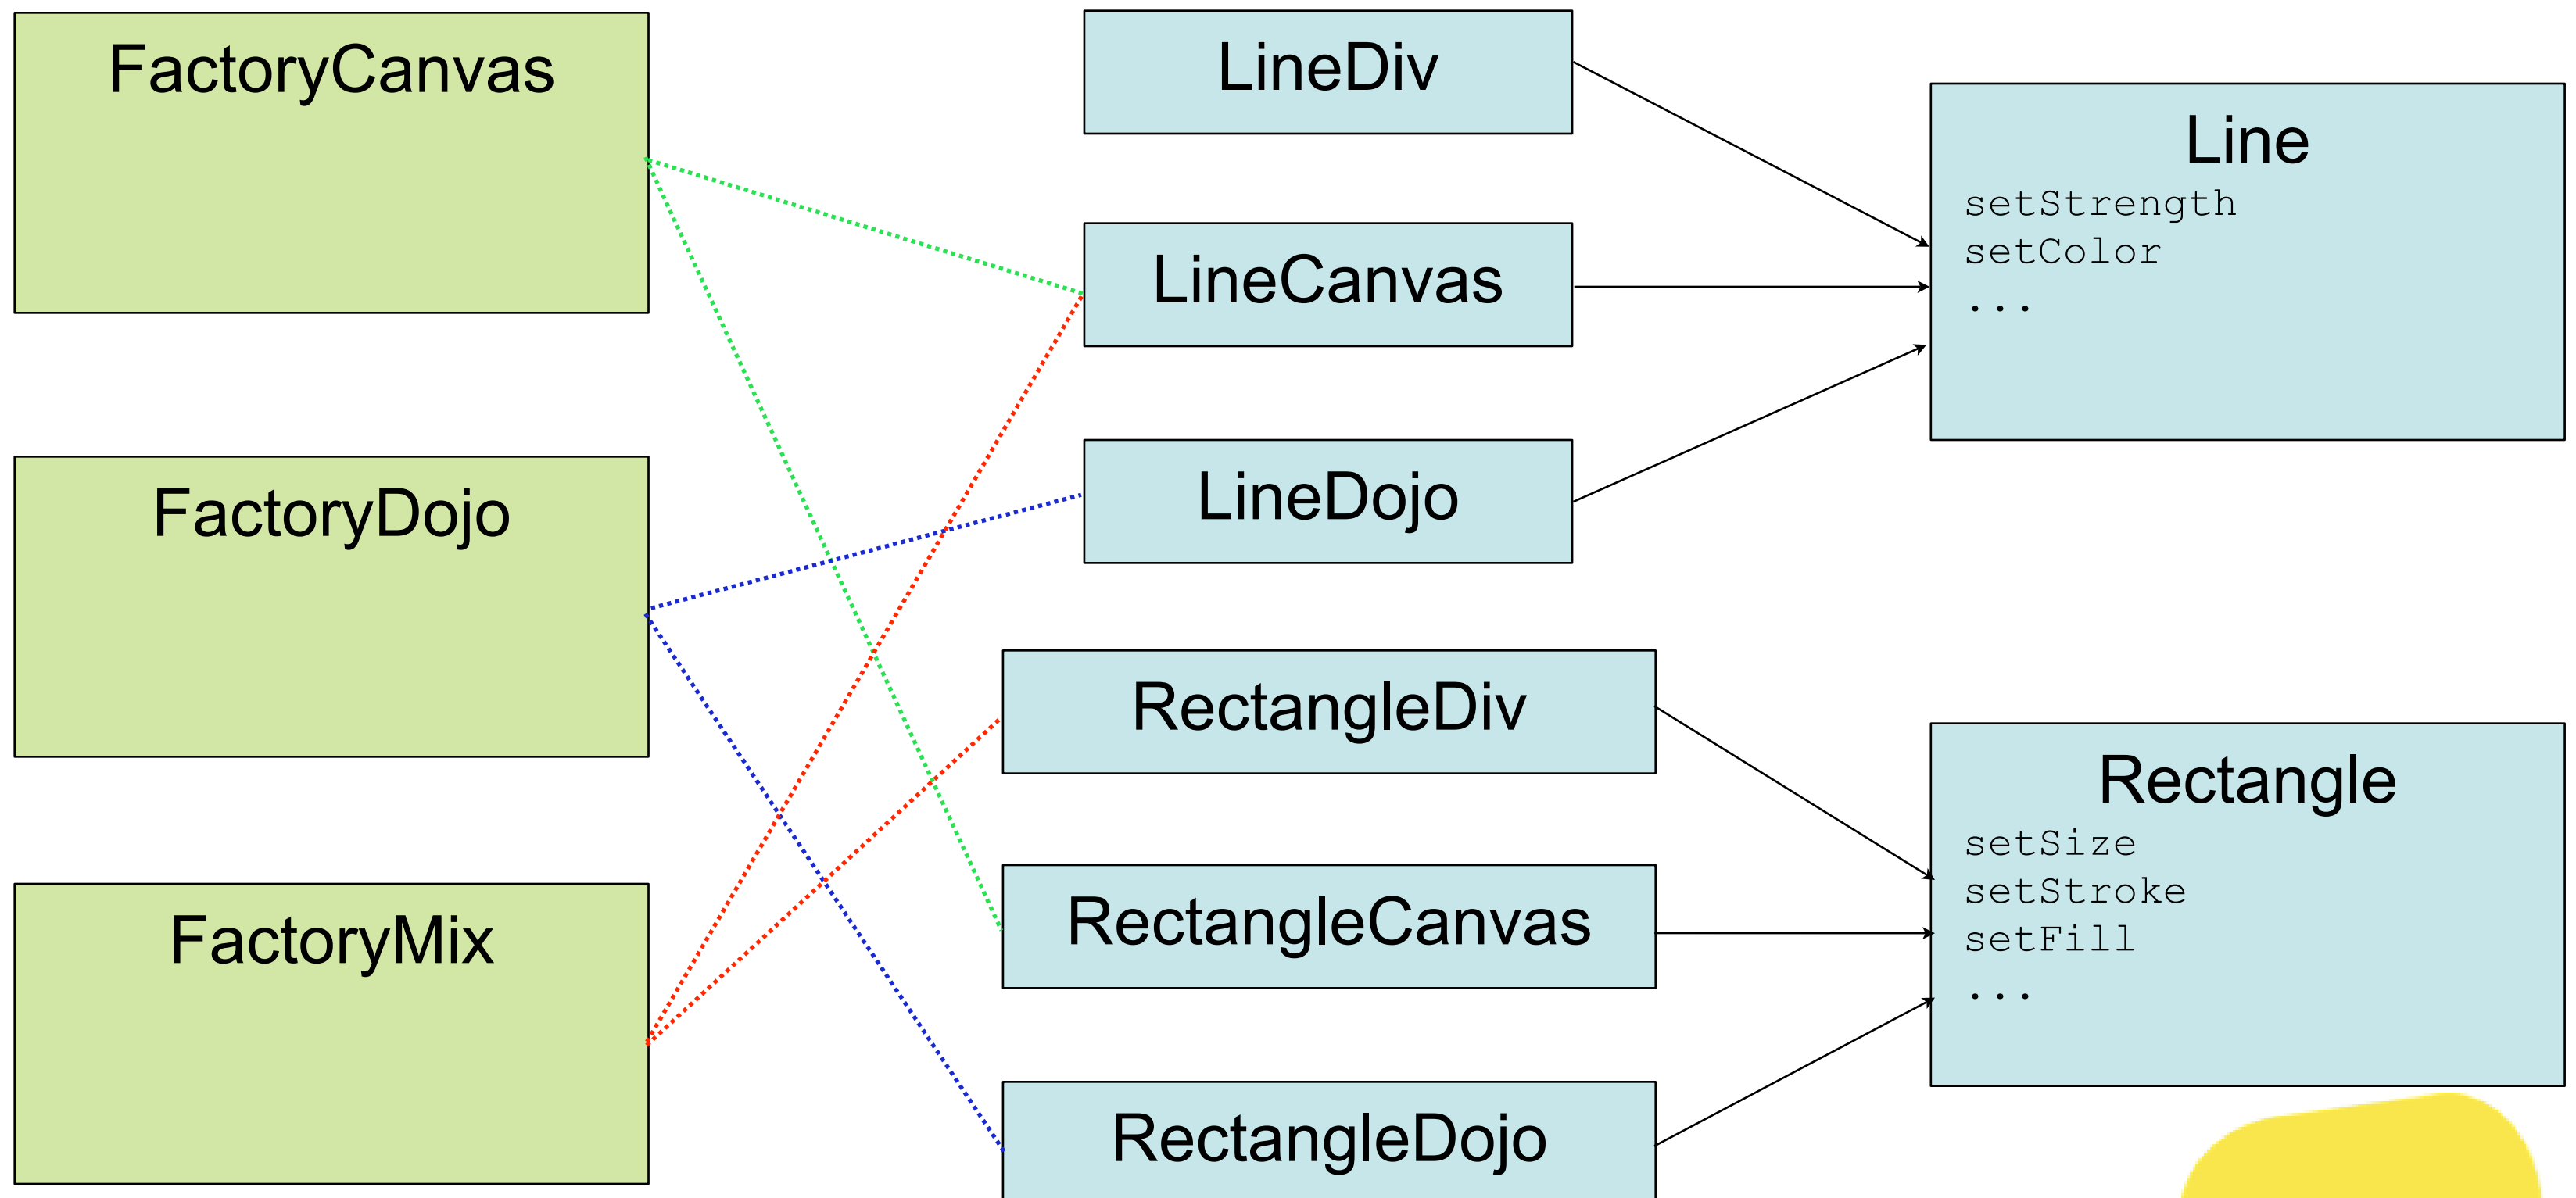 FactoryCanvas
FactoryDojo
FactoryMix
LineDiv
LineCanvas
LineDojo
RectangleDiv
RectangleCanvas
RectangleDojo
Line
setStrength
setColor
...
Rectangle
setSize
setStroke
setFill
...